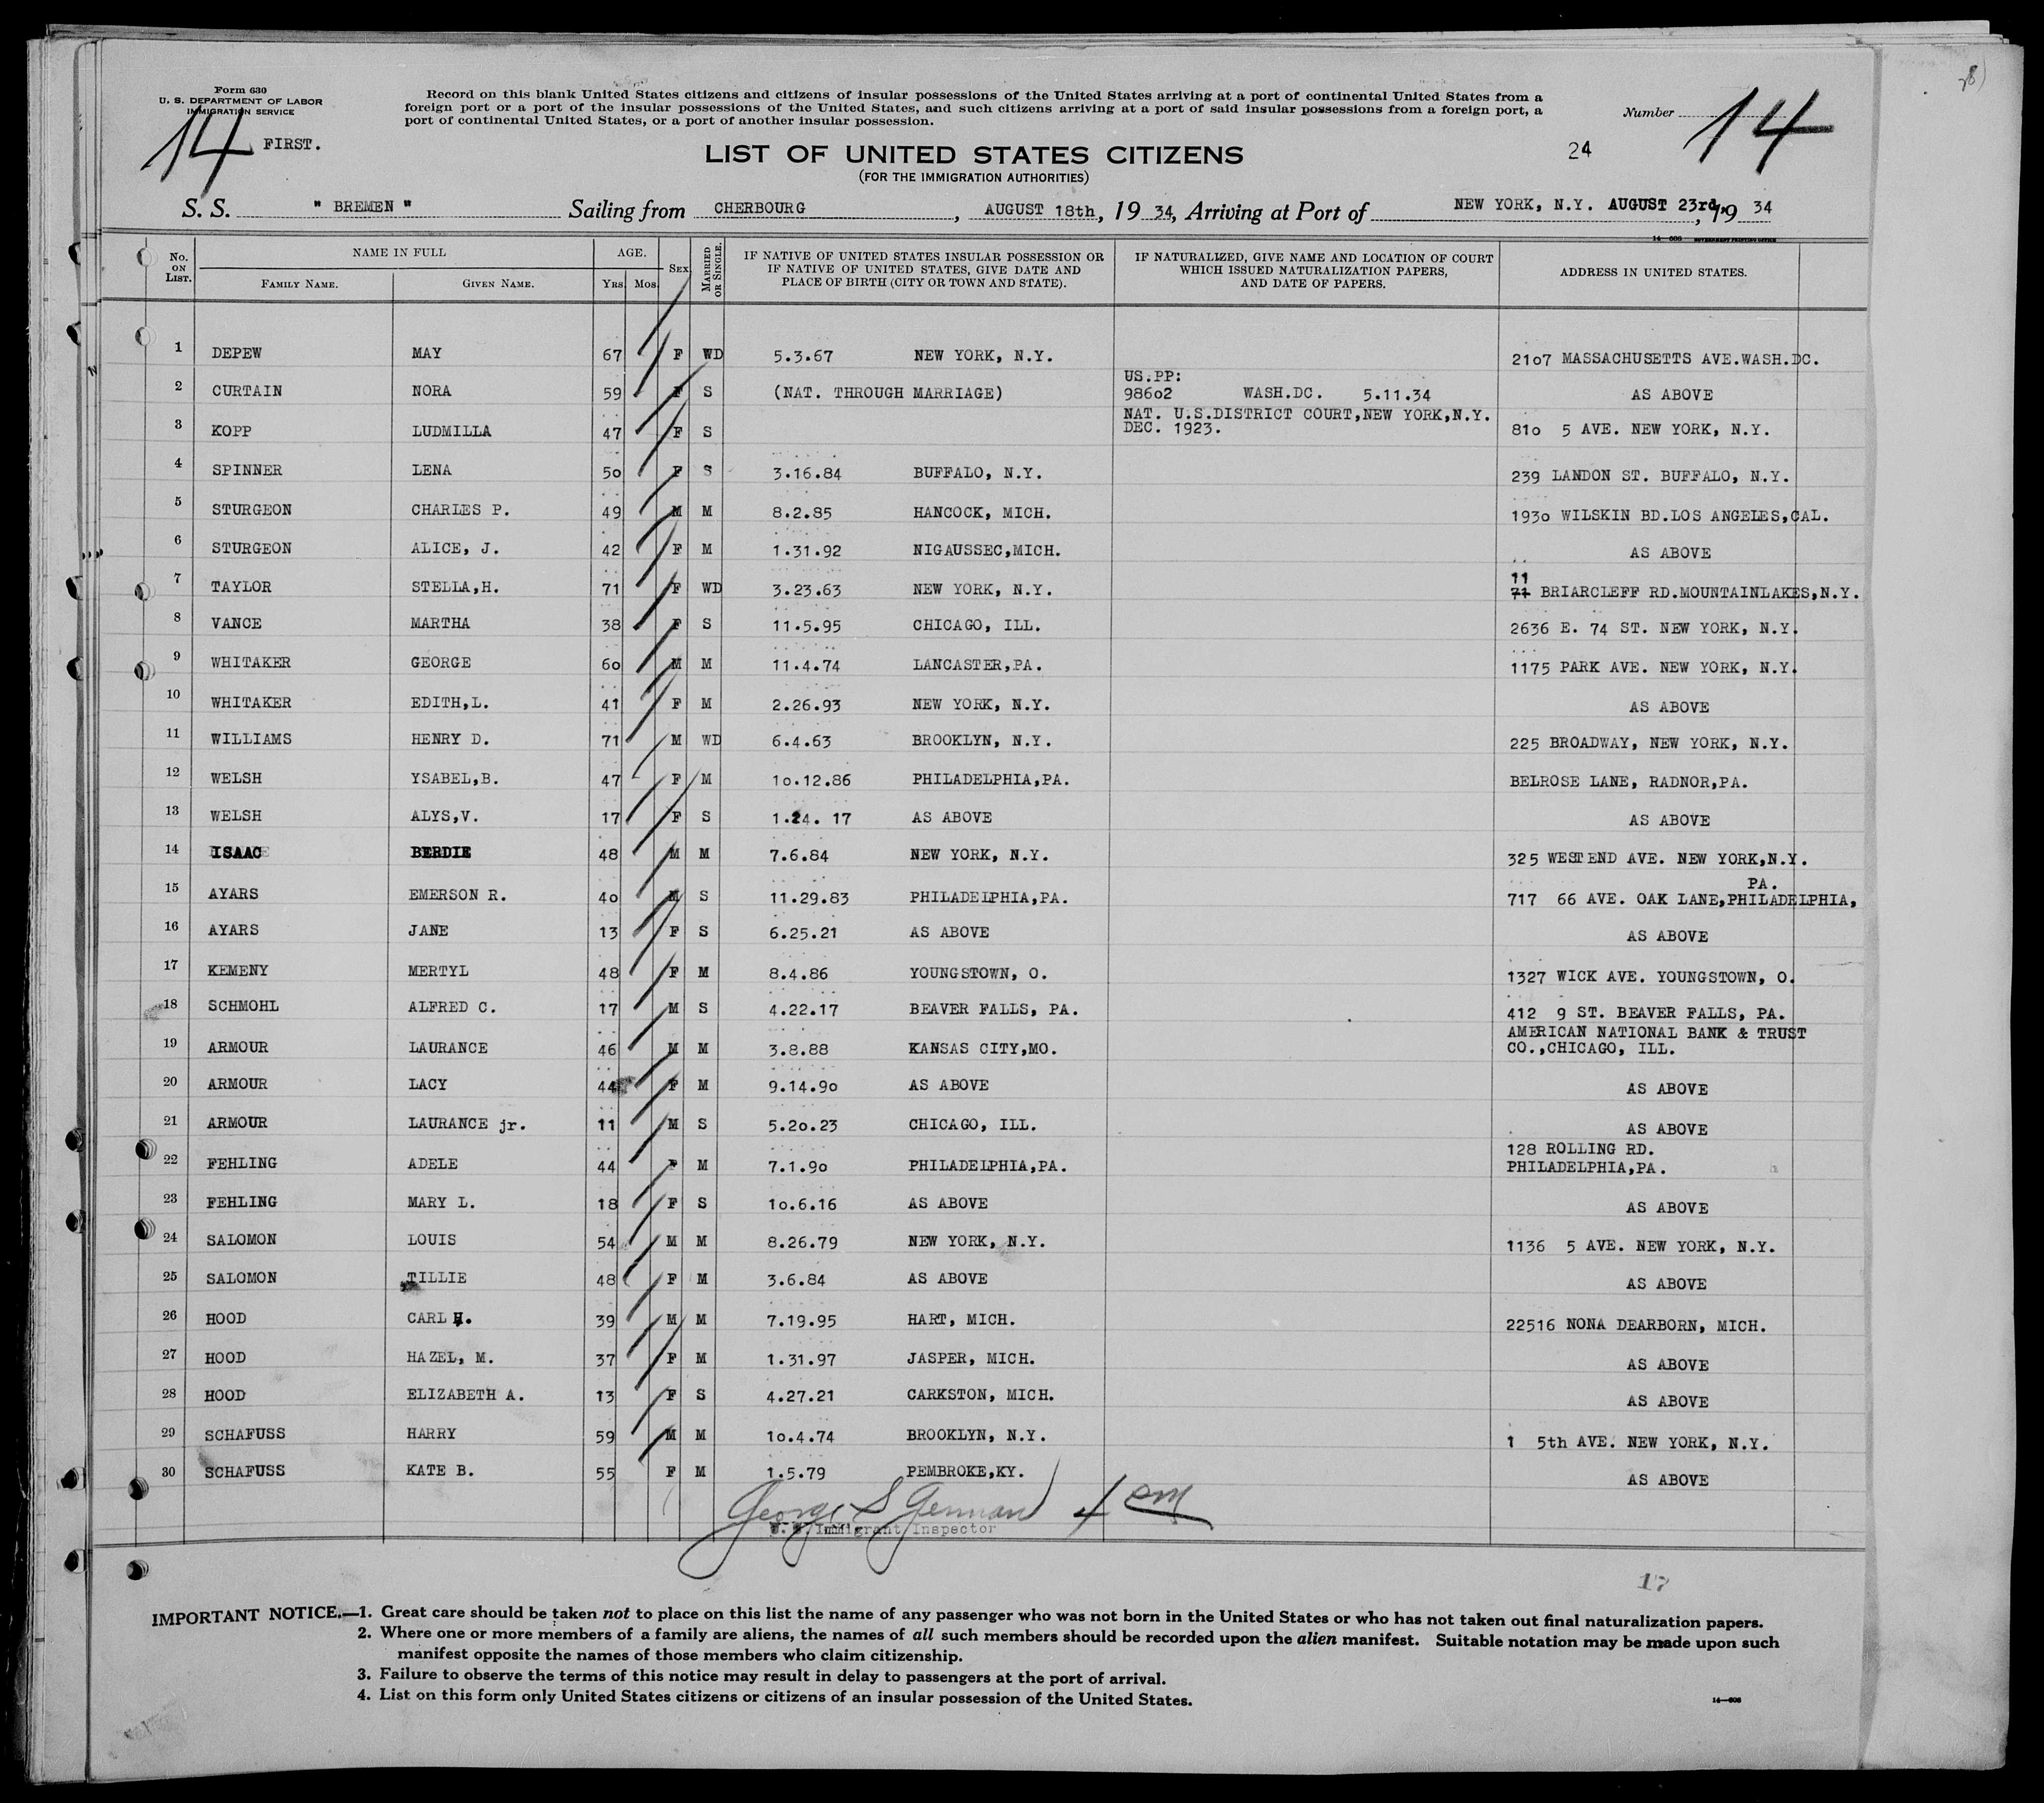 Form 630
U. S. DEPARTMENT OF LABOR
IMMIGRATION SERVICE
14 FIRST.
Record on this blank United States citizens and citizens of insular possessions of the United States arriving at a port of continental United States from a
foreign port or a port of the insular possessions of the United States, and such citizens arriving at a port of said insular possessions from a foreign port, a
port of continental United States, or a port of another insular possession.
Number 14
24
LIST OF UNITED STATES CITIZENS
(FOR THE IMMIGRATION AUTHORITIES)
S. S. " BREMEN " Sailing from CHERBOURG, AUGUST 18th, 19 34, Arriving at Port of NEW YORK, N.Y. AUGUST 23rd, 19 34
14—608 GOVERNMENT PRINTING OFFICE
No. ON LIST. NAME IN FULL FAMILY NAME. GIVEN NAME. AGE. YRS. MOS. SEX MARRIED OR SINGLE. IF NATIVE OF UNITED STATES INSULAR POSSESSION OR IF NATIVE OF UNITED STATES, GIVE DATE AND PLACE OF BIRTH (CITY OR TOWN AND STATE). IF NATURALIZED, GIVE NAME AND LOCATION OF COURT WHICH ISSUED NATURALIZATION PAPERS, AND DATE OF PAPERS. ADDRESS IN UNITED STATES.
1 DEPEW MAY 67 F WD 5.3.67 NEW YORK, N.Y. 2107 MASSACHUSETTS AVE.WASH.DC.
2 CURTAIN NORA 59 F S (NAT. THROUGH MARRIAGE) US.PP: 98602 WASH.DC. 5.11.34 AS ABOVE
3 KOPP LUDMILLA 47 F S NAT. U.S.DISTRICT COURT,NEW YORK,N.Y. DEC. 1923. 810 5 AVE. NEW YORK, N.Y.
4 SPINNER LENA 50 F S 3.16.84 BUFFALO, N.Y. 239 LANDON ST. BUFFALO, N.Y.
5 STURGEON CHARLES P. 49 M M 8.2.85 HANCOCK, MICH. 1930 WILSKIN BD.LOS ANGELES,CAL.
6 STURGEON ALICE, J. 42 F M 1.31.92 NIGAUSSEC,MICH. AS ABOVE
7 TAYLOR STELLA,H. 71 F WD 3.23.63 NEW YORK, N.Y. 11 71 BRIARCLEFF RD.MOUNTAINLAKES,N.Y.
8 VANCE MARTHA 38 F S 11.5.95 CHICAGO, ILL. 2636 E. 74 ST. NEW YORK, N.Y.
9 WHITAKER GEORGE 60 M M 11.4.74 LANCASTER,PA. 1175 PARK AVE. NEW YORK, N.Y.
10 WHITAKER EDITH,L. 41 F M 2.26.93 NEW YORK, N.Y. AS ABOVE
11 WILLIAMS HENRY D. 71 M WD 6.4.63 BROOKLYN, N.Y. 225 BROADWAY, NEW YORK, N.Y.
12 WELSH YSABEL,B. 47 F M 10.12.86 PHILADELPHIA,PA. BELROSE LANE, RADNOR,PA.
13 WELSH ALYS,V. 17 F S 1.24. 17 AS ABOVE AS ABOVE
14 ISAAC BERDIE 48 M M 7.6.84 NEW YORK, N.Y. 325 WESTEND AVE. NEW YORK,N.Y.
15 AYARS EMERSON R. 40 M S 11.29.83 PHILADELPHIA,PA. 717 66 AVE. OAK LANE,PHILADELPHIA, PA.
16 AYARS JANE 13 F S 6.25.21 AS ABOVE AS ABOVE
17 KEMENY MERTYL 48 F M 8.4.86 YOUNGSTOWN, O. 1327 WICK AVE. YOUNGSTOWN, O.
18 SCHMOHL ALFRED C. 17 M S 4.22.17 BEAVER FALLS, PA. 412 9 ST. BEAVER FALLS, PA.
19 ARMOUR LAURANCE 46 M M 3.8.88 KANSAS CITY,MO. AMERICAN NATIONAL BANK & TRUST CO.,CHICAGO, ILL.
20 ARMOUR LACY 44 F M 9.14.90 AS ABOVE AS ABOVE
21 ARMOUR LAURANCE jr. 11 M S 5.20.23 CHICAGO, ILL. AS ABOVE
22 FEHLING ADELE 44 F M 7.1.90 PHILADELPHIA,PA. 128 ROLLING RD. PHILADELPHIA,PA.
23 FEHLING MARY L. 18 F S 10.6.16 AS ABOVE AS ABOVE
24 SALOMON LOUIS 54 M M 8.26.79 NEW YORK, N.Y. 1136 5 AVE. NEW YORK, N.Y.
25 SALOMON TILLIE 48 F M 3.6.84 AS ABOVE AS ABOVE
26 HOOD CARL H. 39 M M 7.19.95 HART, MICH. 22516 NONA DEARBORN, MICH.
27 HOOD HAZEL, M. 37 F M 1.31.97 JASPER, MICH. AS ABOVE
28 HOOD ELIZABETH A. 13 F S 4.27.21 CARKSTON, MICH. AS ABOVE
29 SCHAFUSS HARRY 59 M M 10.4.74 BROOKLYN, N.Y. 1 5th AVE. NEW YORK, N.Y.
30 SCHAFUSS KATE B. 55 F M 1.5.79 PEMBROKE,KY. AS ABOVE
George S German
U. S. Immigrant Inspector
17
IMPORTANT NOTICE.—1. Great care should be taken not to place on this list the name of any passenger who was not born in the United States or who has not taken out final naturalization papers.
2. Where one or more members of a family are aliens, the names of all such members should be recorded upon the alien manifest. Suitable notation may be made upon such
manifest opposite the names of those members who claim citizenship.
3. Failure to observe the terms of this notice may result in delay to passengers at the port of arrival.
4. List on this form only United States citizens or citizens of an insular possession of the United States.
14—608